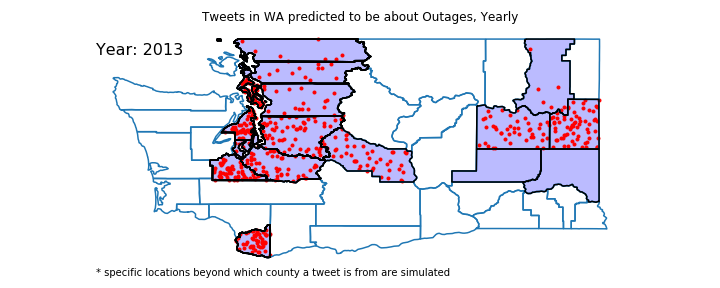 Tweets in WA predicted to be about Outages, Yearly
Year: 2013
* specific locations beyond which county a tweet is from are simulated